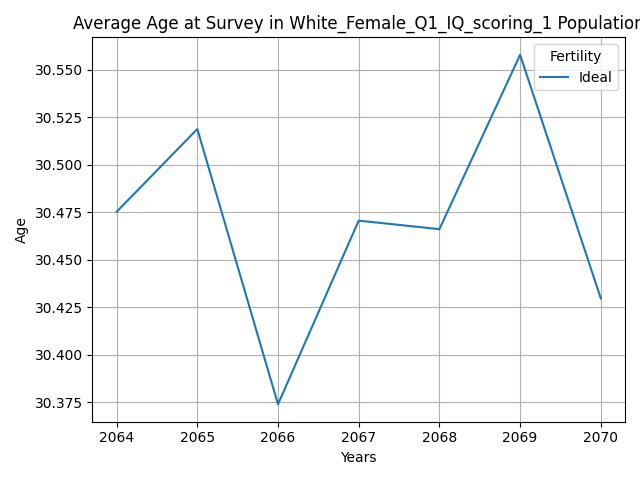 Average Age at Survey in White_Female_Q1_IQ_scoring_1 Population
Fertility
Ideal
30.550
30.525
30.500
30.475
30.450
30.425
30.400
30.375
Age
2064 2065 2066 2067 2068 2069 2070
Years